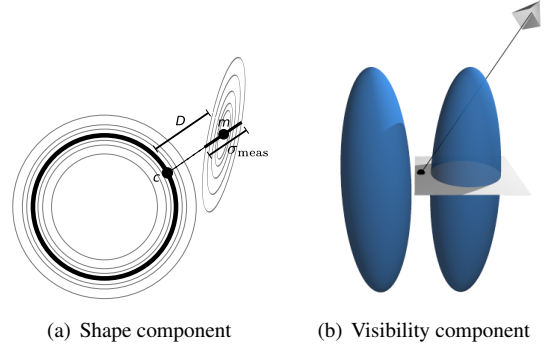 D
m
σmeas
c
(a) Shape component
(b) Visibility component